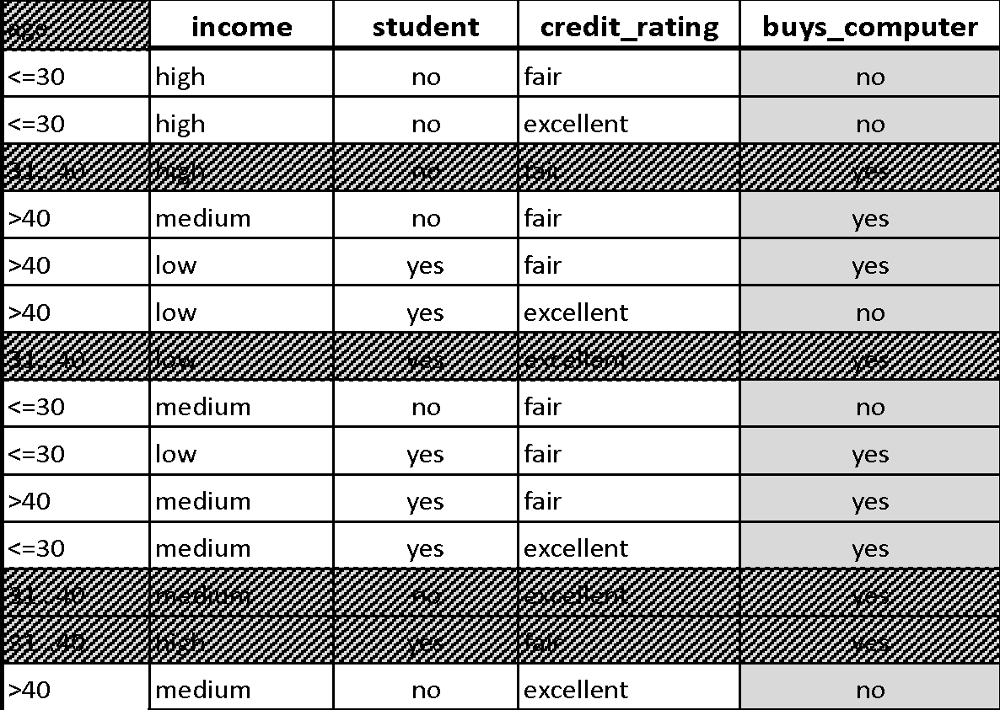 age income student credit_rating buys_computer
<=30 high no fair no
<=30 high no excellent no
31...40 high no fair yes
>40 medium no fair yes
>40 low yes fair yes
>40 low yes excellent no
31...40 low yes excellent yes
<=30 medium no fair no
<=30 low yes fair yes
>40 medium yes fair yes
<=30 medium yes excellent yes
31...40 medium no excellent yes
31...40 high yes fair yes
>40 medium no excellent no